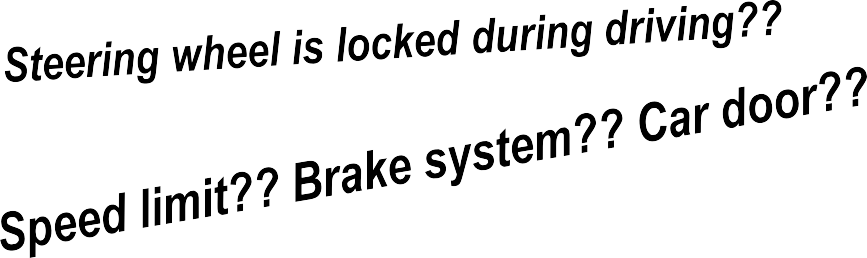 Steering wheel is locked during driving??
Speed limit?? Brake system?? Car door??